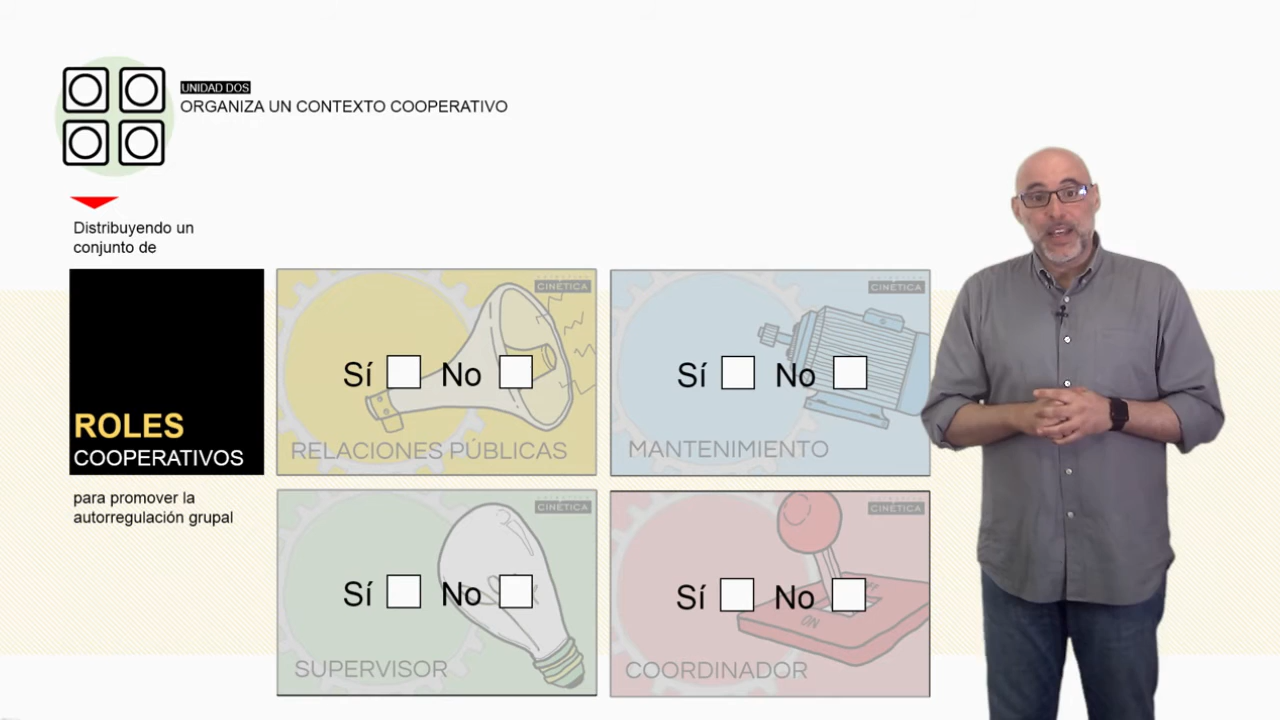 UNIDAD DOS
ORGANIZA UN CONTEXTO COOPERATIVO
Distribuyendo un
conjunto de
ROLES
COOPERATIVOS
para promover la
autorregulación grupal
CINÉTICA
Sí No
RELACIONES PÚBLICAS
CINÉTICA
Sí No
MANTENIMIENTO
CINÉTICA
Sí No
SUPERVISOR
CINÉTICA
Sí No
ON
COORDINADOR